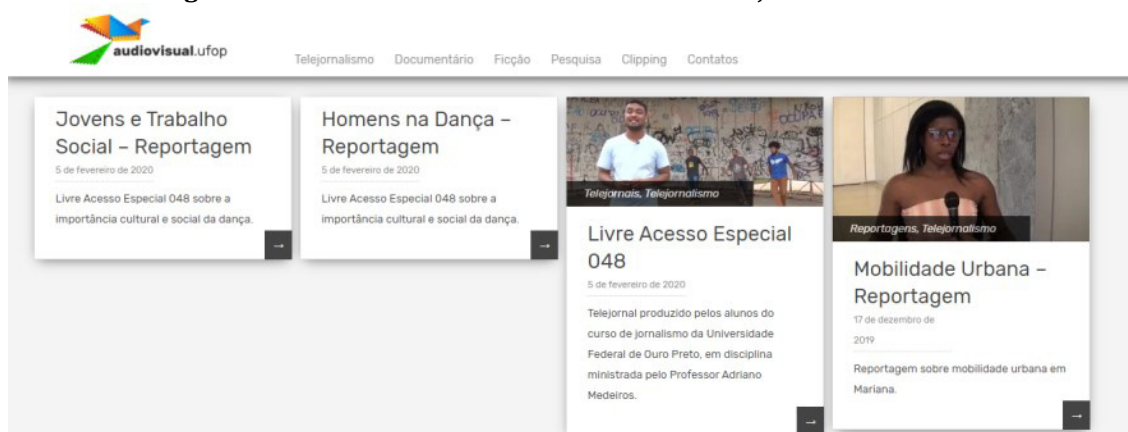 audiovisual.ufop
Telejornalismo Documentário Ficção Pesquisa Clipping Contatos
Jovens e Trabalho
Social – Reportagem
5 de fevereiro de 2020
Livre Acesso Especial 048 sobre a
importância cultural e social da dança.
→
Homens na Dança –
Reportagem
5 de fevereiro de 2020
Livre Acesso Especial 048 sobre a
importância cultural e social da dança.
→
Telejornais, Telejornalismo
Livre Acesso Especial
048
5 de fevereiro de 2020
Telejornal produzido pelos alunos do
curso de jornalismo da Universidade
Federal de Ouro Preto, em disciplina
ministrada pelo Professor Adriano
Medeiros.
→
Reportagens, Telejornalismo
Mobilidade Urbana –
Reportagem
17 de dezembro de
2019
Reportagem sobre mobilidade urbana em
Mariana.
→